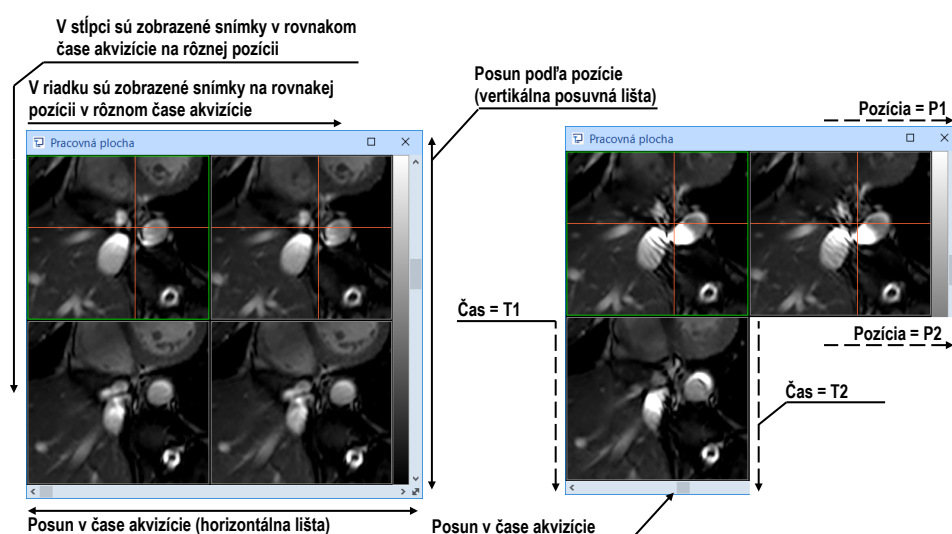 V stĺpci sú zobrazené snímky v rovnakom
čase akvizície na rôznej pozícii
V riadku sú zobrazené snímky na rovnakej
pozícii v rôznom čase akvizície
Posun podľa pozície
(vertikálna posuvná lišta)
Pozícia = P1
Pracovná plocha
Pracovná plocha
Čas = T1
Pozícia = P2
Čas = T2
Posun v čase akvizície (horizontálna lišta)
Posun v čase akvizície